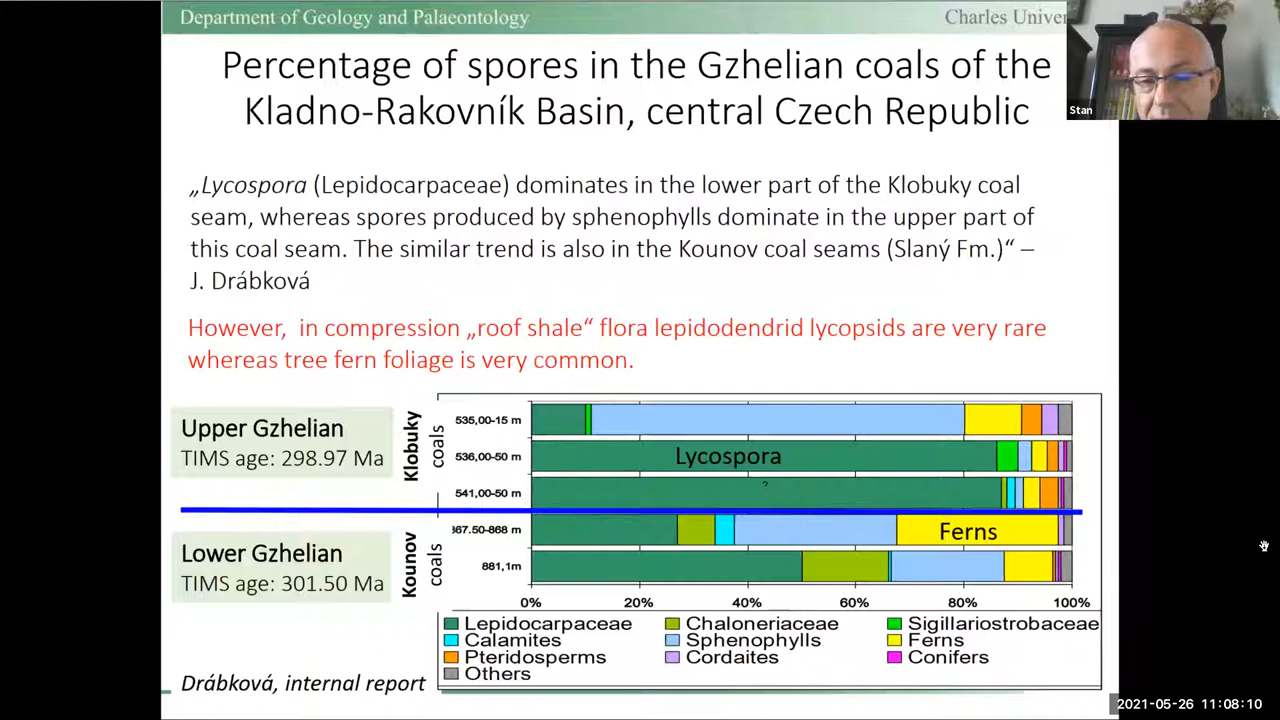 Department of Geology and Palaeontology
Charles Univer
Stan
Percentage of spores in the Gzhelian coals of the
Kladno-Rakovník Basin, central Czech Republic
„Lycospora (Lepidocarpaceae) dominates in the lower part of the Klobuky coal
seam, whereas spores produced by sphenophylls dominate in the upper part of
this coal seam. The similar trend is also in the Kounov coal seams (Slaný Fm.)“ –
J. Drábková
However, in compression „roof shale“ flora lepidodendrid lycopsids are very rare
whereas tree fern foliage is very common.
Upper Gzhelian
TIMS age: 298.97 Ma
Klobuky
coals
535,00-15 m
536,00-50 m
Lycospora
?
541,00-50 m
Lower Gzhelian
TIMS age: 301.50 Ma
Kounov
coals
367.50-868 m
Ferns
881,1m
0% 20% 40% 60% 80% 100%
Lepidocarpaceae Chaloneriaceae Sigillariostrobaceae
Calamites Sphenophylls Ferns
Pteridosperms Cordaites Conifers
Others
Drábková, internal report
2021-05-26 11:08:10